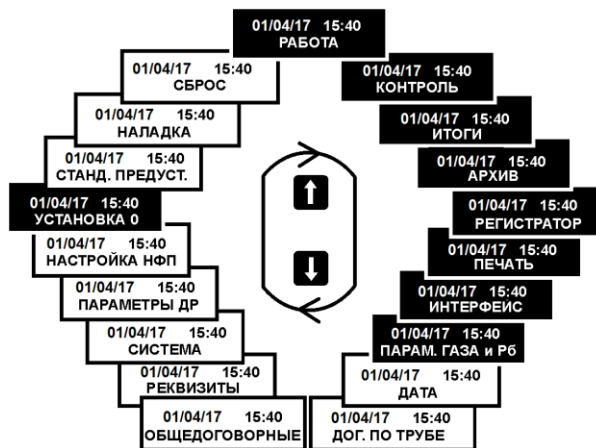 01/04/17 15:40
РАБОТА
01/04/17 15:40
КОНТРОЛЬ
01/04/17 15:40
ИТОГИ
01/04/17 15:40
АРХИВ
01/04/17 15:40
РЕГИСТРАТОР
01/04/17 15:40
ПЕЧАТЬ
01/04/17 15:40
ИНТЕРФЕЙС
01/04/17 15:40
ПАРАМ. ГАЗА и Рб
01/04/17 15:40
ДАТА
01/04/17 15:40
ДОГ. ПО ТРУБЕ
01/04/17 15:40
ОБЩЕДОГОВОРНЫЕ
01/04/17 15:40
РЕКВИЗИТЫ
01/04/17 15:40
СИСТЕМА
01/04/17 15:40
ПАРАМЕТРЫ ДР
01/04/17 15:40
НАСТРОЙКА НФП
01/04/17 15:40
УСТАНОВКА 0
01/04/17 15:40
СТАНД. ПРЕДУСТ.
01/04/17 15:40
НАЛАДКА
01/04/17 15:40
СБРОС